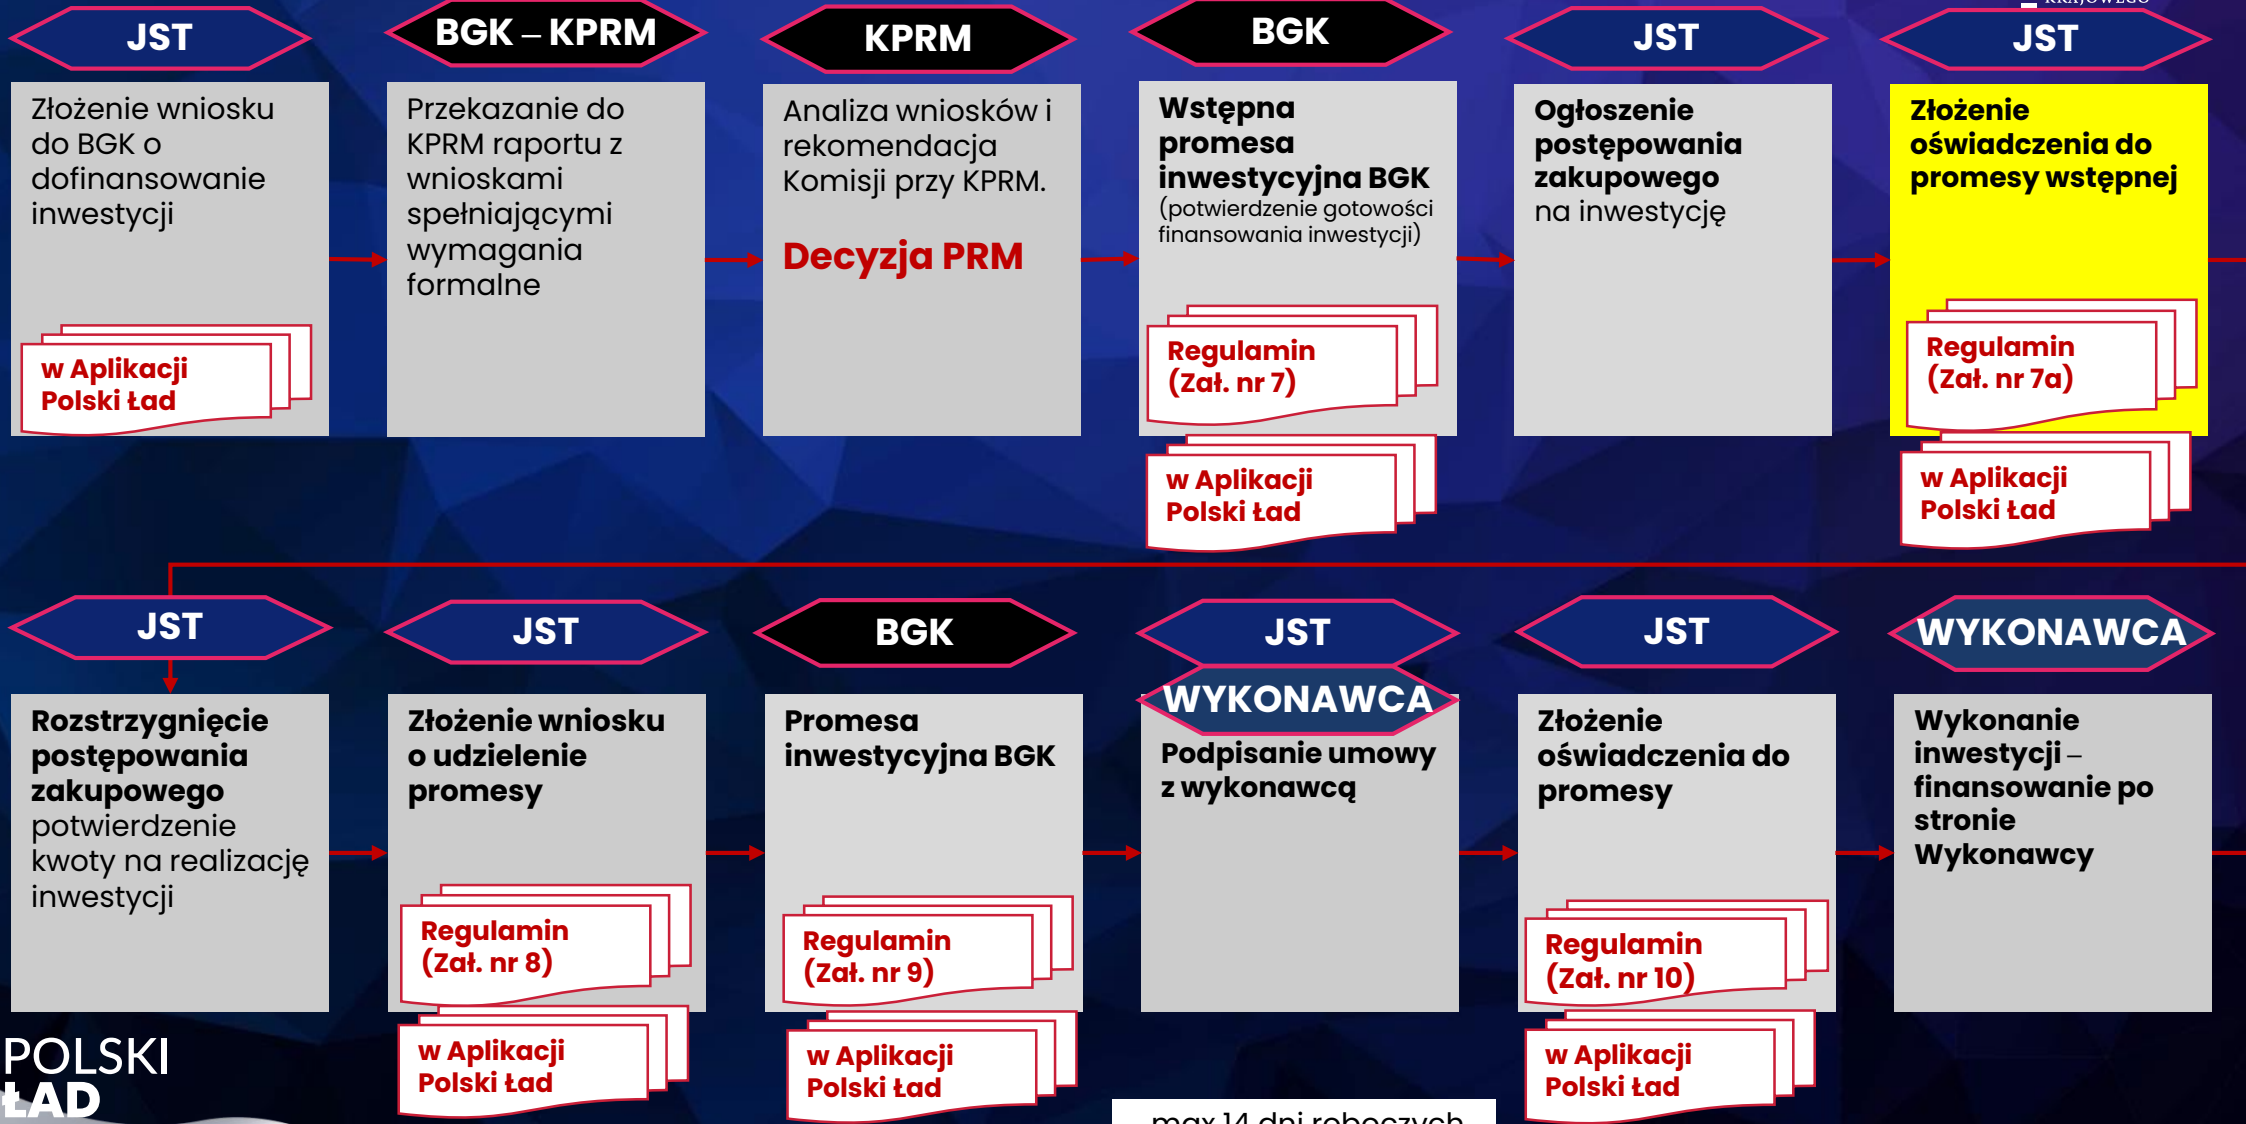 KRAJOWEGO
JST
Złożenie wniosku
do BGK o
dofinansowanie
inwestycji
w Aplikacji
Polski Ład
BGK – KPRM
Przekazanie do
KPRM raportu z
wnioskami
spełniającymi
wymagania
formalne
KPRM
Analiza wniosków i
rekomendacja
Komisji przy KPRM.
Decyzja PRM
BGK
Wstępna
promesa
inwestycyjna BGK
(potwierdzenie gotowości
finansowania inwestycji)
Regulamin
(Zał. nr 7)
w Aplikacji
Polski Ład
JST
Ogłoszenie
postępowania
zakupowego
na inwestycję
JST
Złożenie
oświadczenia do
promesy wstępnej
Regulamin
(Zał. nr 7a)
w Aplikacji
Polski Ład
JST
Rozstrzygnięcie
postępowania
zakupowego
potwierdzenie
kwoty na realizację
inwestycji
JST
Złożenie wniosku
o udzielenie
promesy
Regulamin
(Zał. nr 8)
w Aplikacji
Polski Ład
BGK
Promesa
inwestycyjna BGK
Regulamin
(Zał. nr 9)
w Aplikacji
Polski Ład
JST
WYKONAWCA
Podpisanie umowy
z wykonawcą
JST
Złożenie
oświadczenia do
promesy
Regulamin
(Zał. nr 10)
w Aplikacji
Polski Ład
WYKONAWCA
Wykonanie
inwestycji –
finansowanie po
stronie
Wykonawcy
POLSKI
ŁAD
max 14 dni roboczych